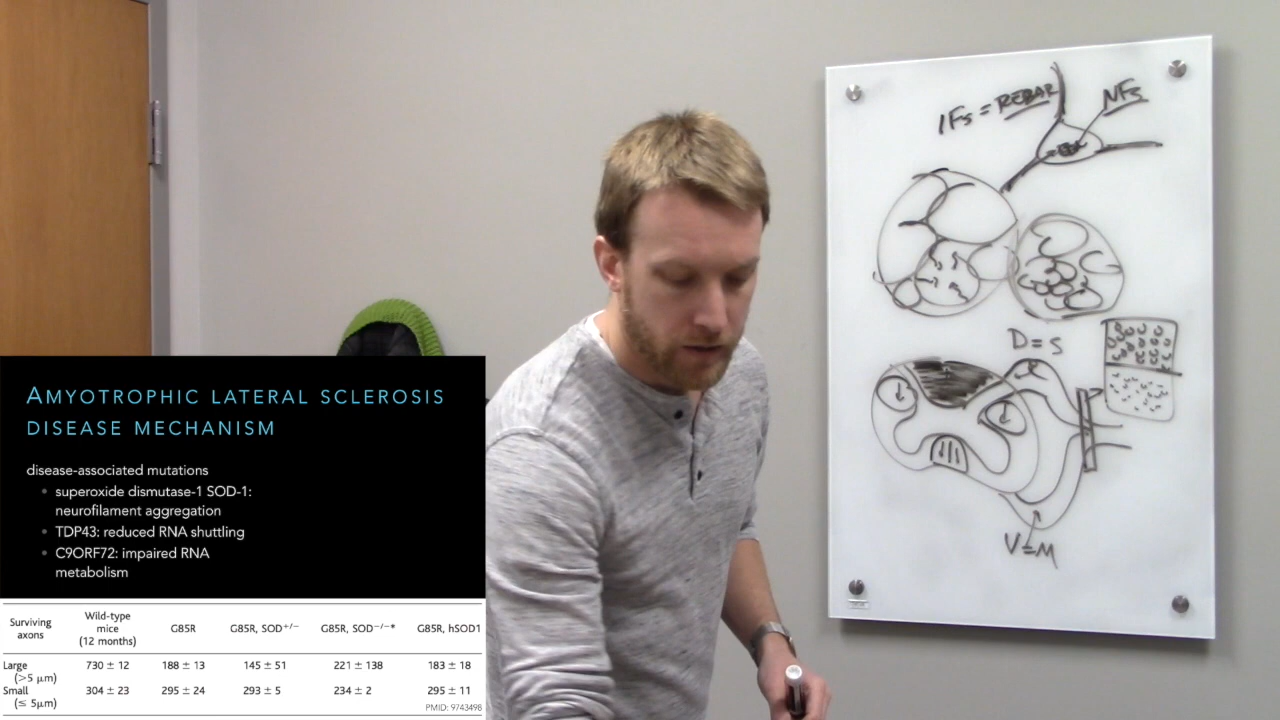 AMYOTROPHIC LATERAL SCLEROSIS
DISEASE MECHANISM
disease-associated mutations
• superoxide dismutase-1 SOD-1:
neurofilament aggregation
• TDP43: reduced RNA shuttling
• C9ORF72: impaired RNA
metabolism
Surviving axons Wild-type mice (12 months) G85R G85R, SOD+/− G85R, SOD−/−* G85R, hSOD1
Large (>5 µm) 730 ± 12 188 ± 13 145 ± 51 221 ± 138 183 ± 18
Small (≤ 5µm) 304 ± 23 295 ± 24 293 ± 5 234 ± 2 295 ± 11
PMID: 9743498
IFs = REBAR
NFs
D = S
V = M